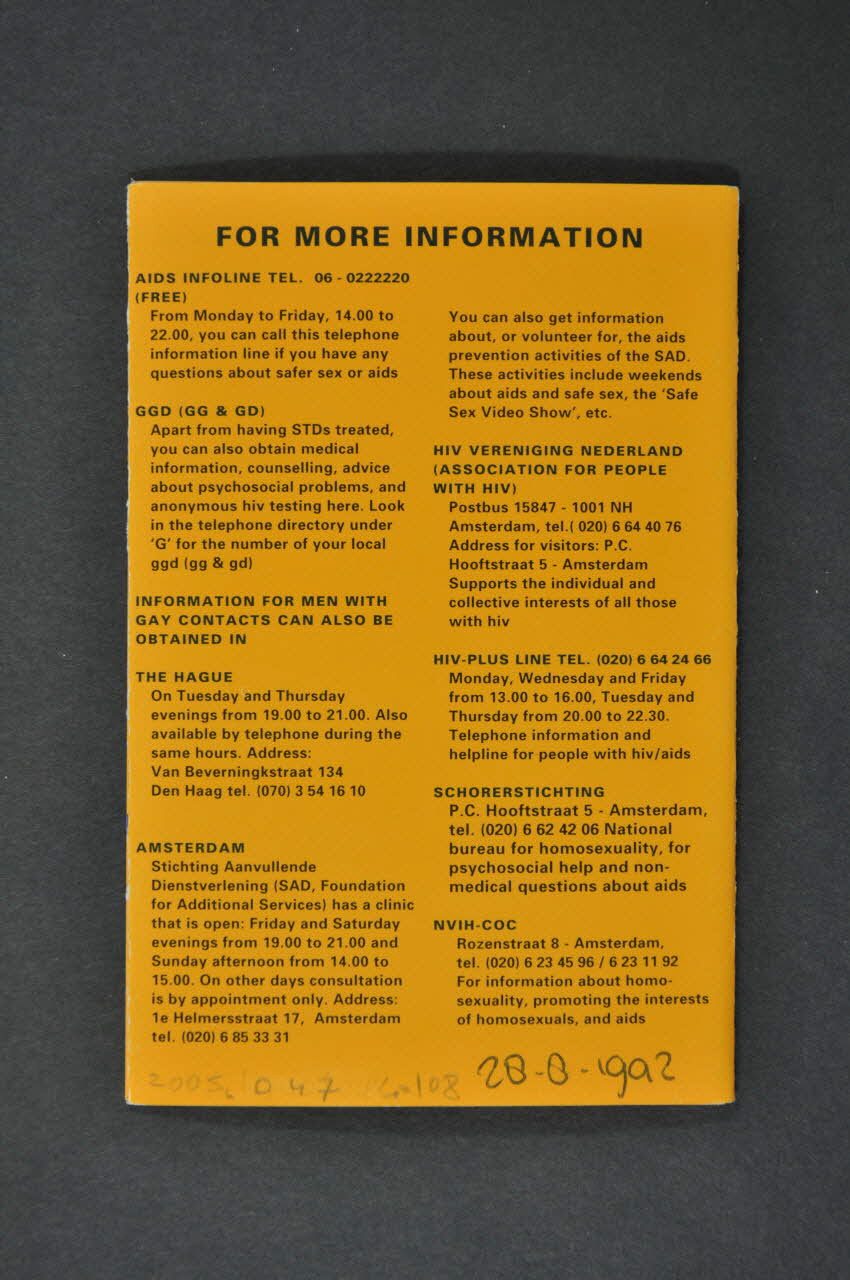 FOR MORE INFORMATION
AIDS INFOLINE TEL. 06 - 0222220
(FREE)
From Monday to Friday, 14.00 to
22.00, you can call this telephone
information line if you have any
questions about safer sex or aids
GGD (GG & GD)
Apart from having STDs treated,
you can also obtain medical
information, counselling, advice
about psychosocial problems, and
anonymous hiv testing here. Look
in the telephone directory under
‘G’ for the number of your local
ggd (gg & gd)
INFORMATION FOR MEN WITH
GAY CONTACTS CAN ALSO BE
OBTAINED IN
THE HAGUE
On Tuesday and Thursday
evenings from 19.00 to 21.00. Also
available by telephone during the
same hours. Address:
Van Beverningkstraat 134
Den Haag tel. (070) 3 54 16 10
AMSTERDAM
Stichting Aanvullende
Dienstverlening (SAD, Foundation
for Additional Services) has a clinic
that is open: Friday and Saturday
evenings from 19.00 to 21.00 and
Sunday afternoon from 14.00 to
15.00. On other days consultation
is by appointment only. Address:
1e Helmersstraat 17, Amsterdam
tel. (020) 6 85 33 31
You can also get information
about, or volunteer for, the aids
prevention activities of the SAD.
These activities include weekends
about aids and safe sex, the ‘Safe
Sex Video Show’, etc.
HIV VERENIGING NEDERLAND
(ASSOCIATION FOR PEOPLE
WITH HIV)
Postbus 15847 - 1001 NH
Amsterdam, tel.( 020) 6 64 40 76
Address for visitors: P.C.
Hooftstraat 5 - Amsterdam
Supports the individual and
collective interests of all those
with hiv
HIV-PLUS LINE TEL. (020) 6 64 24 66
Monday, Wednesday and Friday
from 13.00 to 16.00, Tuesday and
Thursday from 20.00 to 22.30.
Telephone information and
helpline for people with hiv/aids
SCHORERSTICHTING
P.C. Hooftstraat 5 - Amsterdam,
tel. (020) 6 62 42 06 National
bureau for homosexuality, for
psychosocial help and non-
medical questions about aids
NVIH-COC
Rozenstraat 8 - Amsterdam,
tel. (020) 6 23 45 96 / 6 23 11 92
For information about homo-
sexuality, promoting the interests
of homosexuals, and aids
28-8-1992